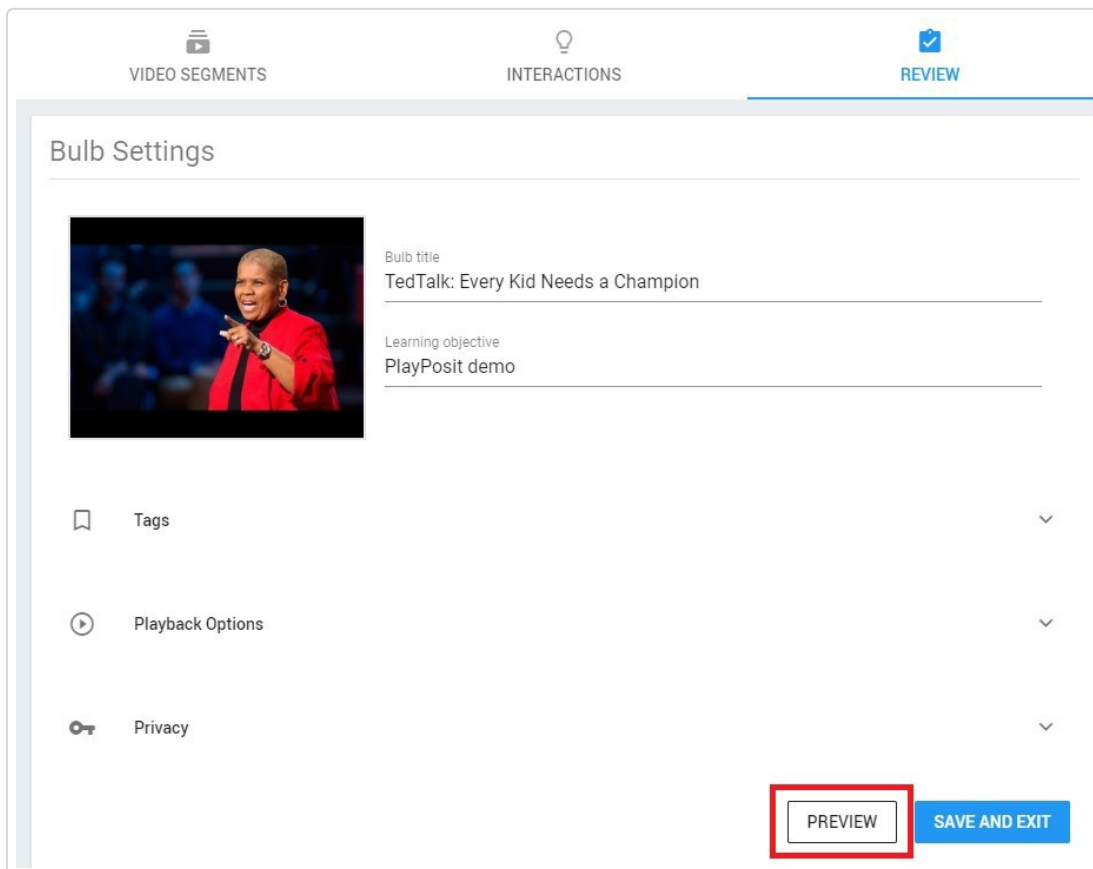 VIDEO SEGMENTS
INTERACTIONS
REVIEW
Bulb Settings
Bulb title
TedTalk: Every Kid Needs a Champion
Learning objective
PlayPosit demo
Tags
Playback Options
Privacy
PREVIEW
SAVE AND EXIT